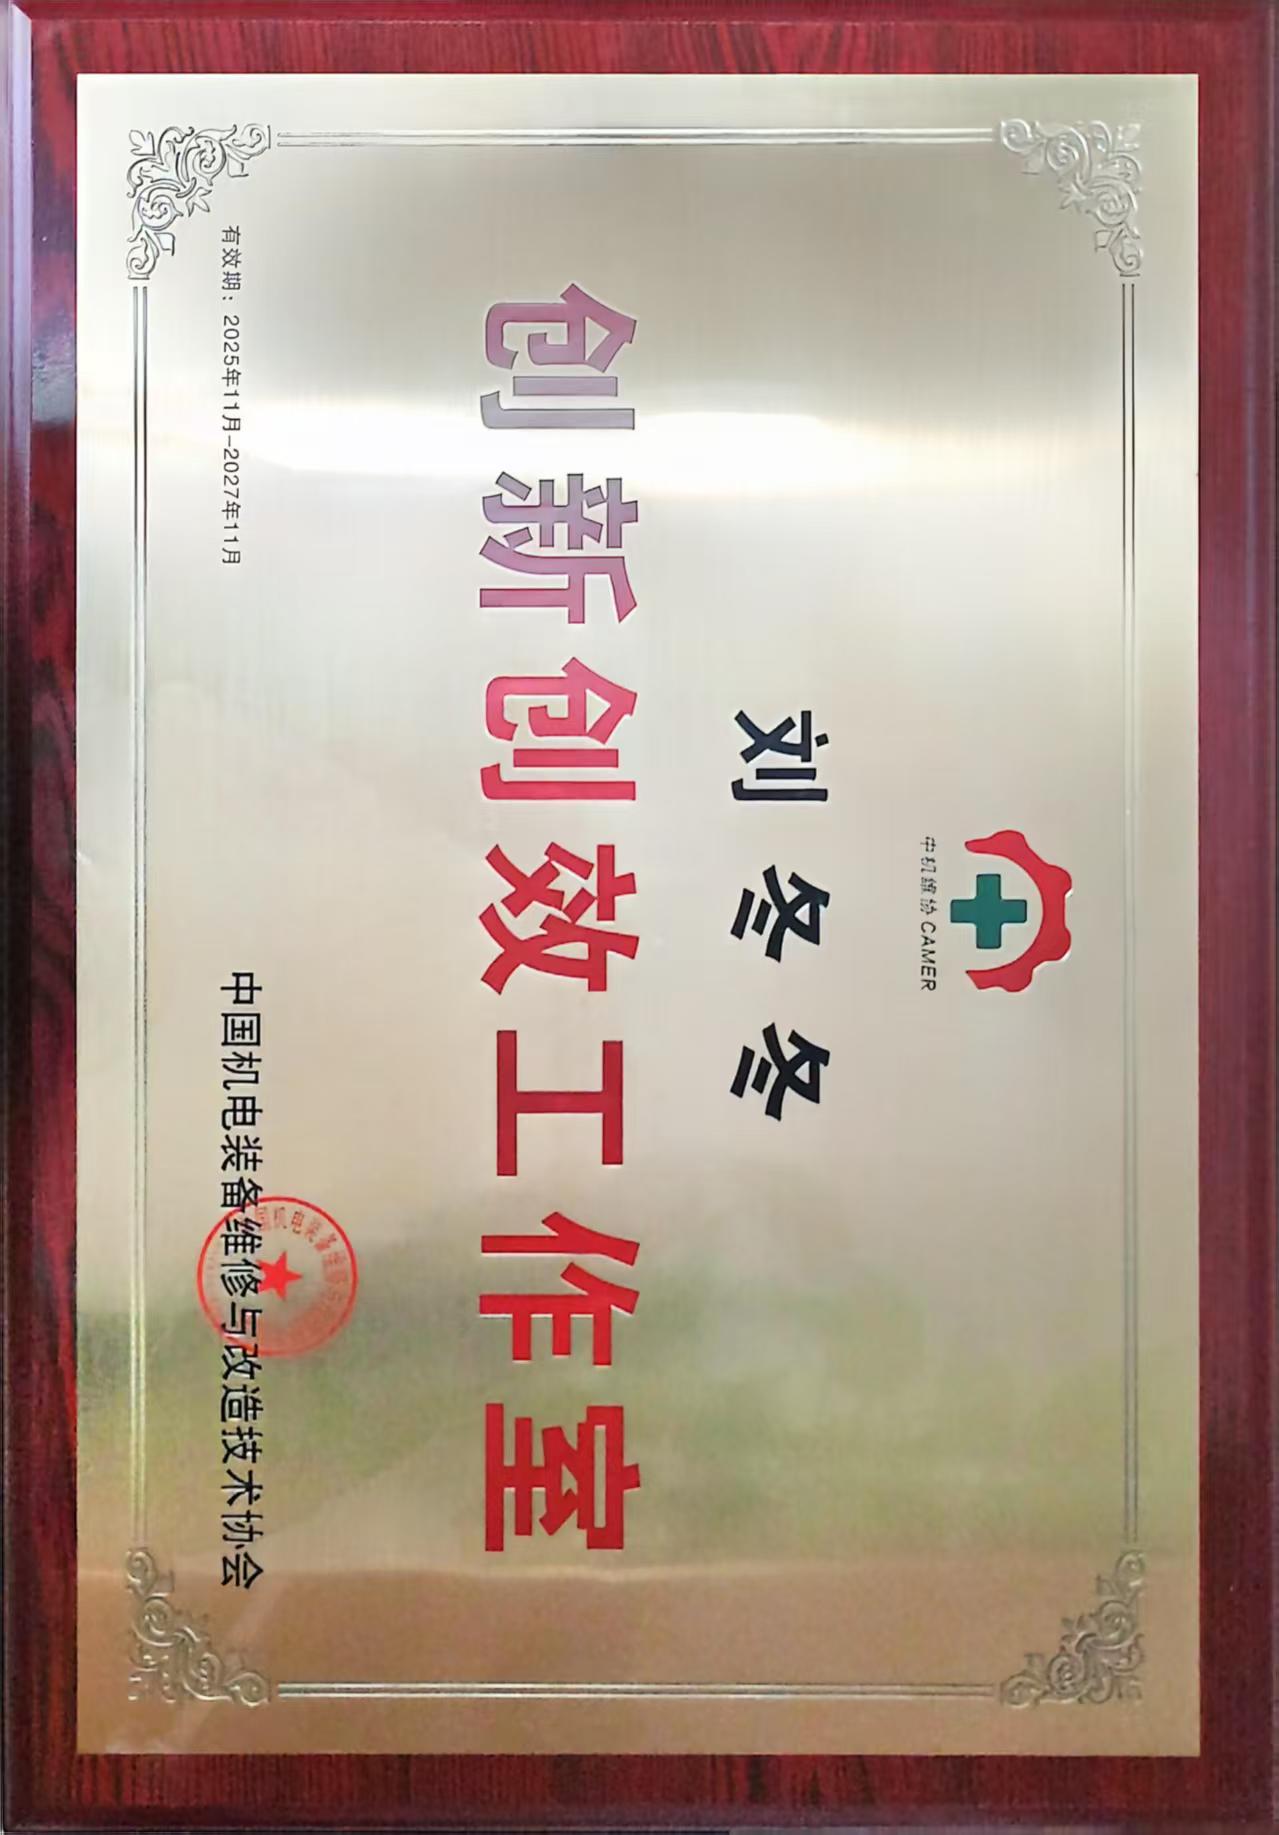 中机维协 CAMER
刘冬冬
创新创效工作室
有效期：2025年11月-2027年11月
中国机电装备维修与改造技术协会